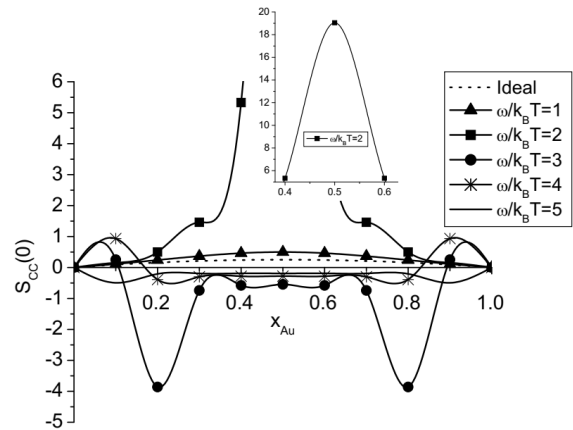 20
18
16
14
12
10
8
6
ω/k_BT=2
0.4 0.5 0.6
6
5
4
3
2
1
0
-1
-2
-3
-4
-5
S_CC(0)
0.2 0.4 0.6 0.8 1.0
x_Au
Ideal
ω/k_BT=1
ω/k_BT=2
ω/k_BT=3
ω/k_BT=4
ω/k_BT=5